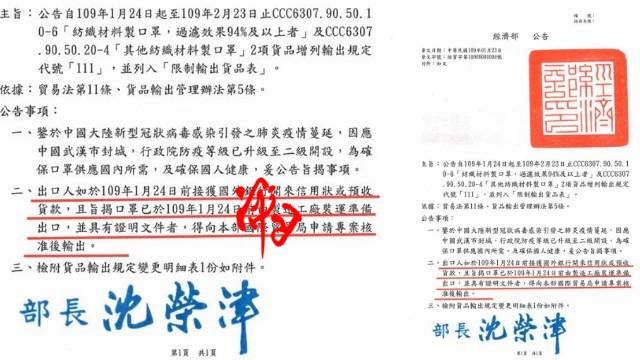 主旨：公告自109年1月24日起至109年2月23日止CCC6307.90.50.1
0-6「紡織材料製口罩，過濾效果94%及以上者」及CCC6307
.90.50.20-4「其他紡織材料製口罩」2項貨品增列輸出規定
代號「111」，並列入「限制輸出貨品表」。
依據：貿易法第11條、貨品輸出管理辦法第5條。
公告事項：
一、鑒於中國大陸新型冠狀病毒感染引發之肺炎疫情蔓延，因應
中國武漢市封城，行政院防疫等級已升級至二級開設，為確
保口罩供應國內所需，及確保國人健康，爰公告旨揭事項。
二、出口人如於109年1月24日前接獲國外銀行開來信用狀或預收
貨款，且旨揭口罩已於109年1月24日前由製造工廠裝運準備
出口，並具有證明文件者，得向本部國際貿易局申請專案核
准後輸出。
三、檢附貨品輸出規定變更明細表1份如附件。
部長 沈榮津
第1頁 共1頁
經濟部 公告
發文日期：中華民國109年01月23日
附件：如文
主旨：公告自109年1月24日起至109年2月23日止CCC6307.90.50.1
0-6「紡織材料製口罩，過濾效果94%及以上者」及CCC6307
.90.50.20-4「其他紡織材料製口罩」2項貨品增列輸出規定
代號「111」，並列入「限制輸出貨品表」。
依據：貿易法第11條、貨品輸出管理辦法第5條。
公告事項：
一、鑒於中國大陸新型冠狀病毒感染引發之肺炎疫情蔓延，因應
中國武漢市封城，行政院防疫等級已升級至二級開設，為確
保口罩供應國內所需，及確保國人健康，爰公告旨揭事項。
二、出口人如於109年1月24日前接獲國外銀行開來信用狀或預收
貨款，且旨揭口罩已於109年1月24日前由製造工廠裝運準備
出口，並具有證明文件者，得向本部國際貿易局申請專案核
准後輸出。
三、檢附貨品輸出規定變更明細表1份如附件。
部長 沈榮津
第1頁 共1頁